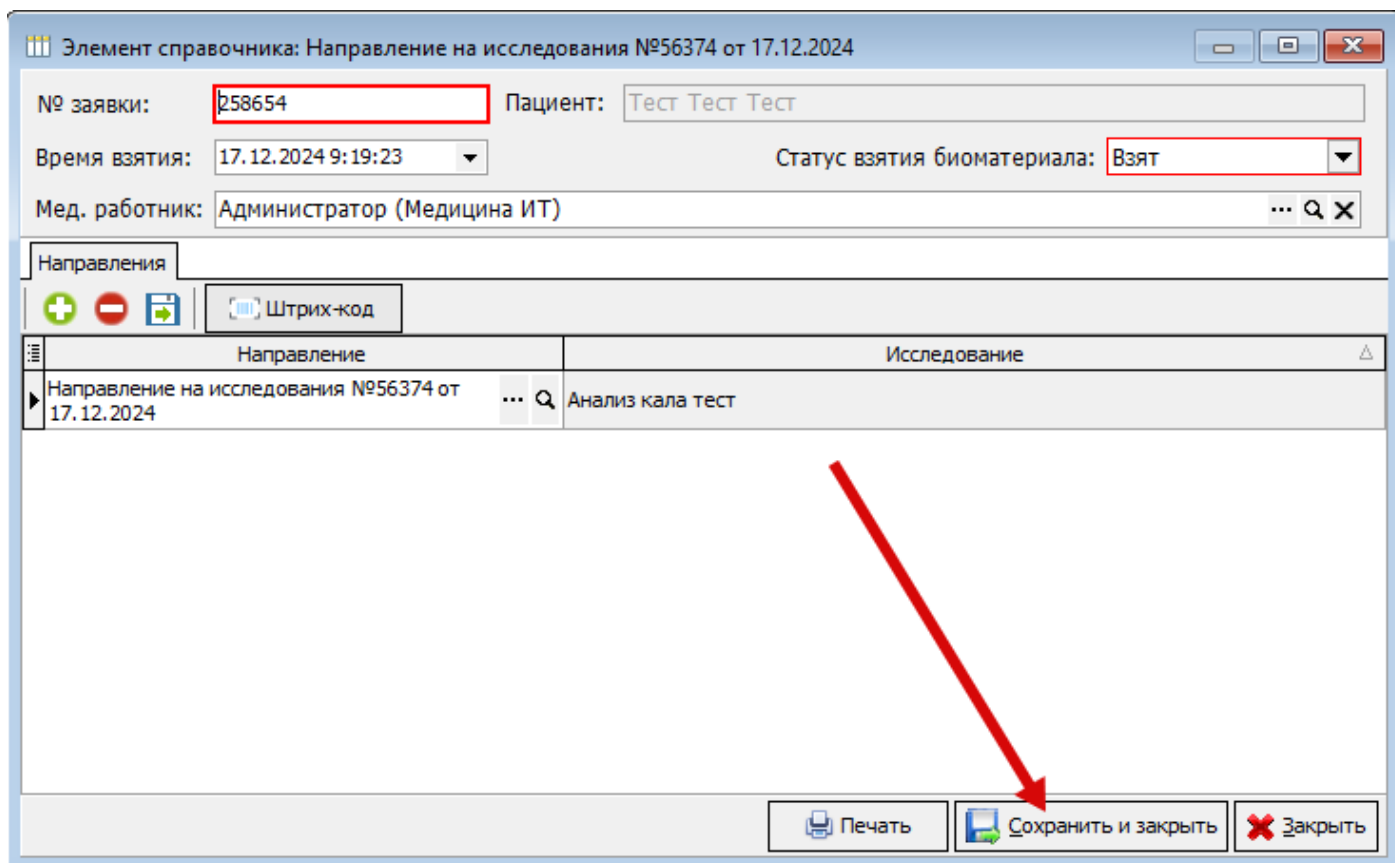 Элемент справочника: Направление на исследования №56374 от 17.12.2024
№ заявки: 258654 Пациент: Тест Тест Тест
Время взятия: 17.12.2024 9:19:23 Статус взятия биоматериала: Взят
Мед. работник: Администратор (Медицина ИТ)
Направления
Штрих-код
Направление Исследование
Направление на исследования №56374 от
17.12.2024
Анализ кала тест
Печать Сохранить и закрыть Закрыть